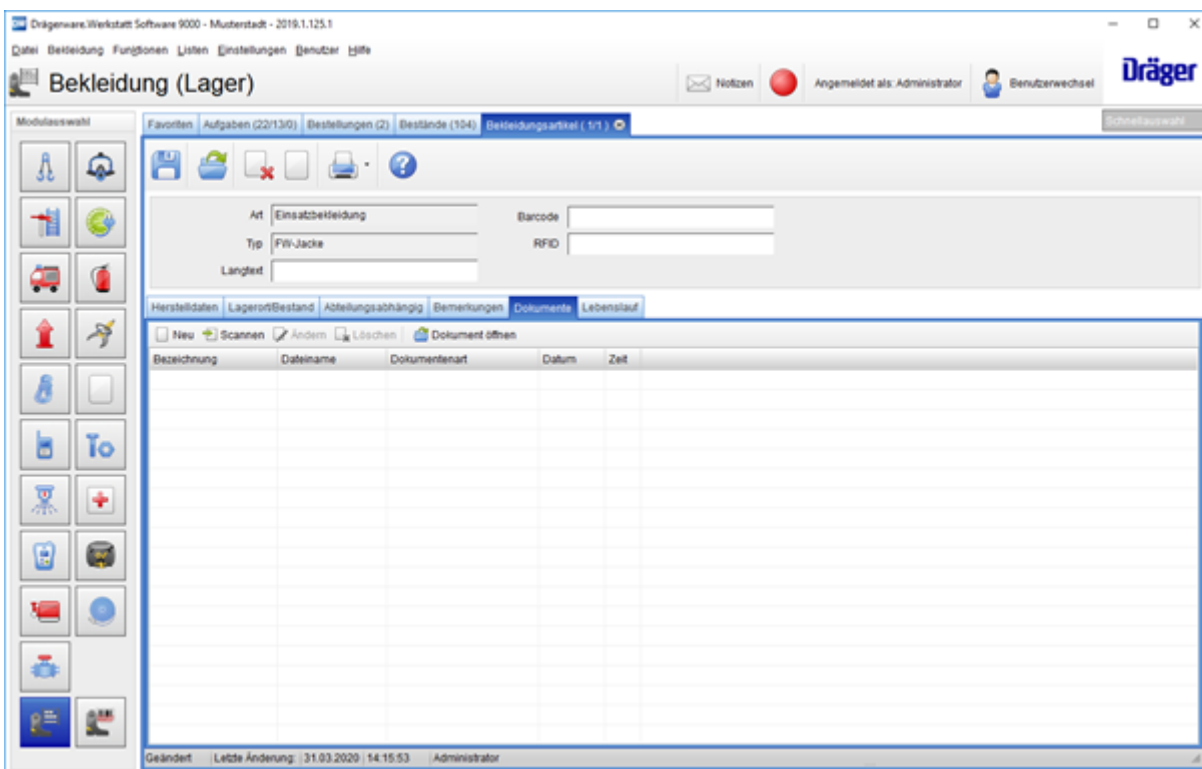 Drägerware.Werkstatt Software 9000 - Musterstadt - 2019.1.125.1
Datei Bekleidung Funktionen Listen Einstellungen Benutzer Hilfe
Bekleidung (Lager)
Notizen Angemeldet als: Administrator Benutzerwechsel
Dräger
Modulauswahl
Favoriten Aufgaben (22/13/0) Bestellungen (2) Bestände (104) Bekleidungsartikel ( 1/1 )
Schnellauswahl
Art Einsatzbekleidung Barcode
Typ FW-Jacke RFID
Langtext
Herstelldaten Lagerort/Bestand Abteilungsabhängig Bemerkungen Dokumente Lebenslauf
Neu Scannen Ändern Löschen Dokument öffnen
Bezeichnung Dateiname Dokumentenart Datum Zeit
Geändert Letzte Änderung: 31.03.2020 14:15:53 Administrator